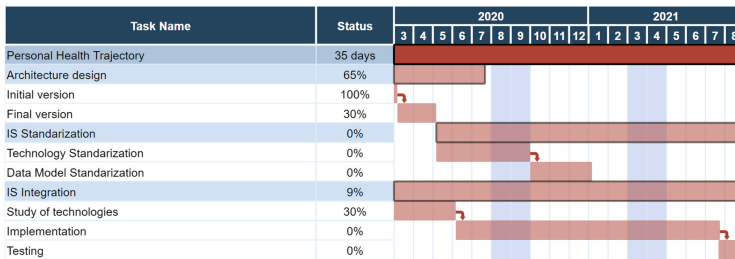 Task Name Status 2020 2021
3 4 5 6 7 8 9 10 11 12 1 2 3 4 5 6 7 8
Personal Health Trajectory 35 days
Architecture design 65%
Initial version 100%
Final version 30%
IS Standarization 0%
Technology Standarization 0%
Data Model Standarization 0%
IS Integration 9%
Study of technologies 30%
Implementation 0%
Testing 0%